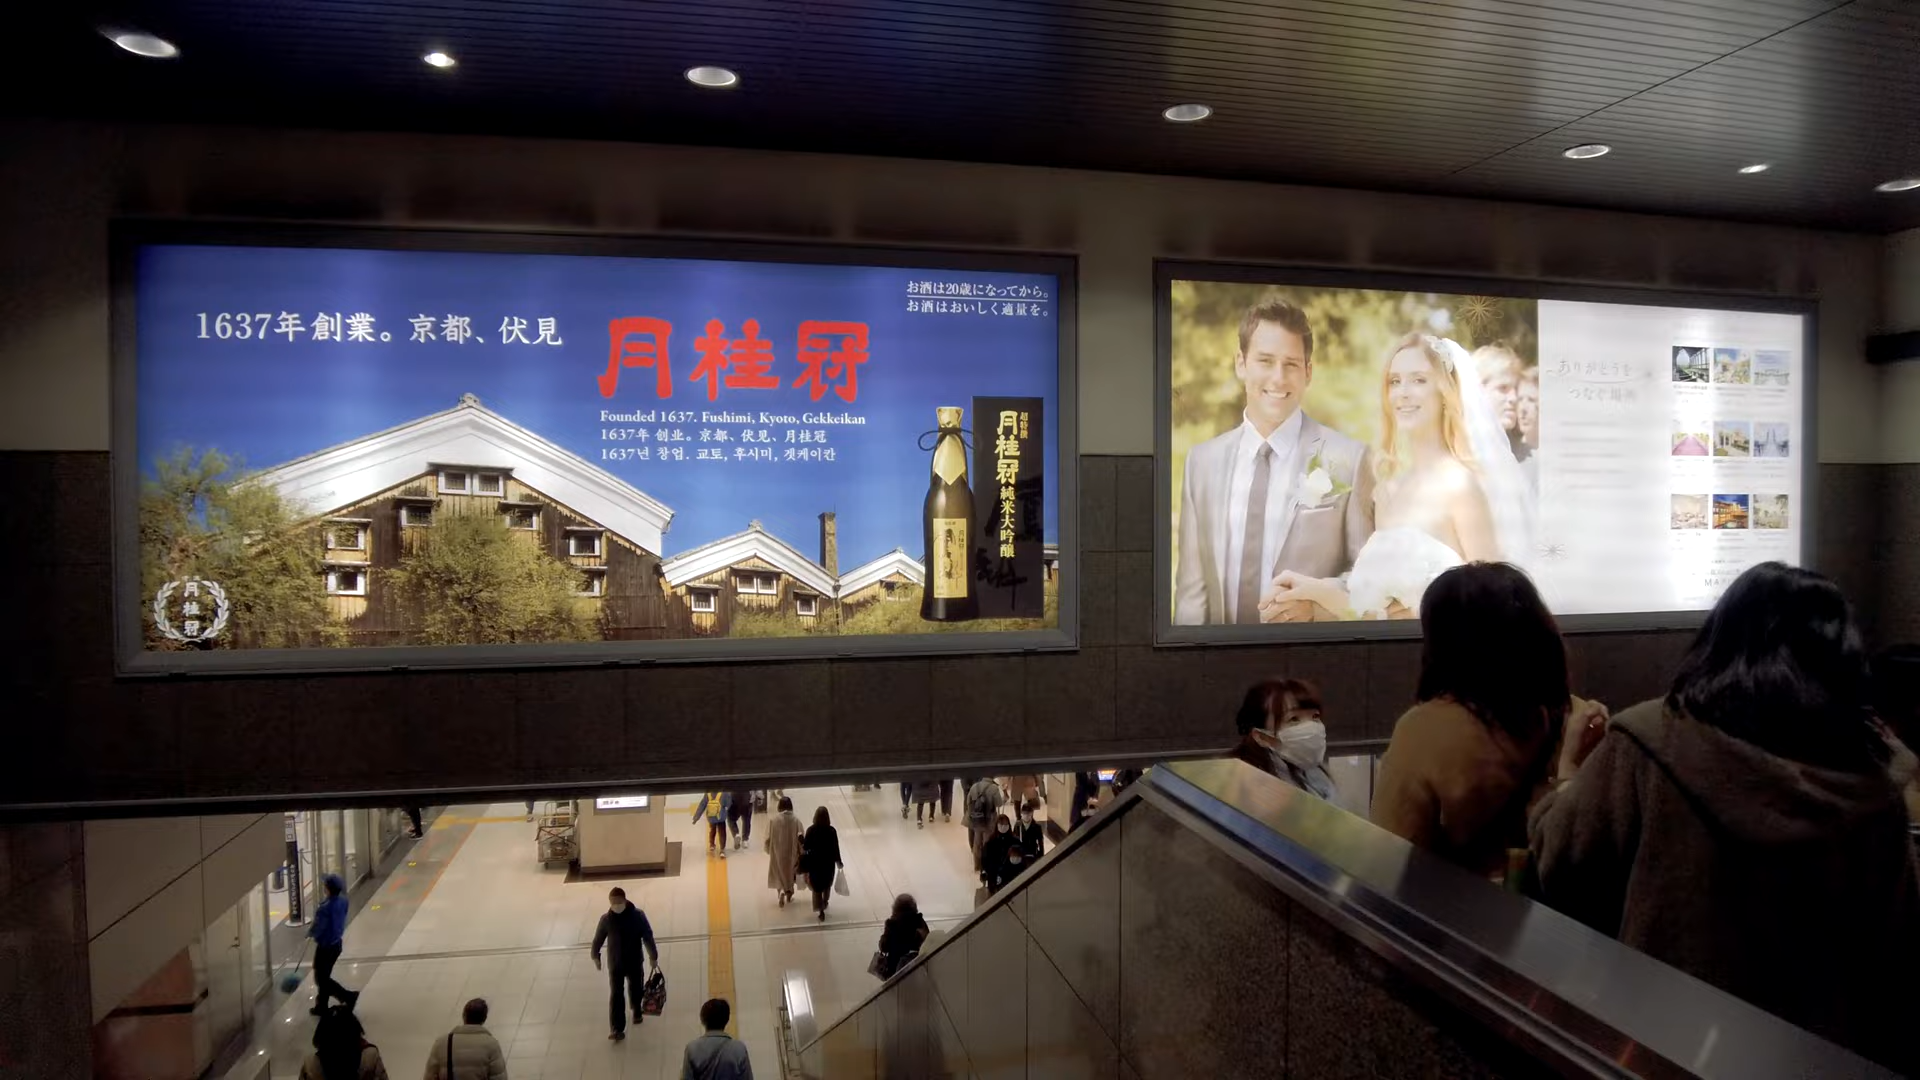 1637年創業。京都、伏見
月桂冠
お酒は20歳になってから。
お酒はおいしく適量を。
Founded 1637. Fushimi, Kyoto, Gekkeikan
1637年 创业。京都、伏见、月桂冠
1637년 창업. 교토, 후시미, 겟케이칸
超特撰
月桂冠
純米大吟醸
月桂冠
ありがとうを
つなぐ場所